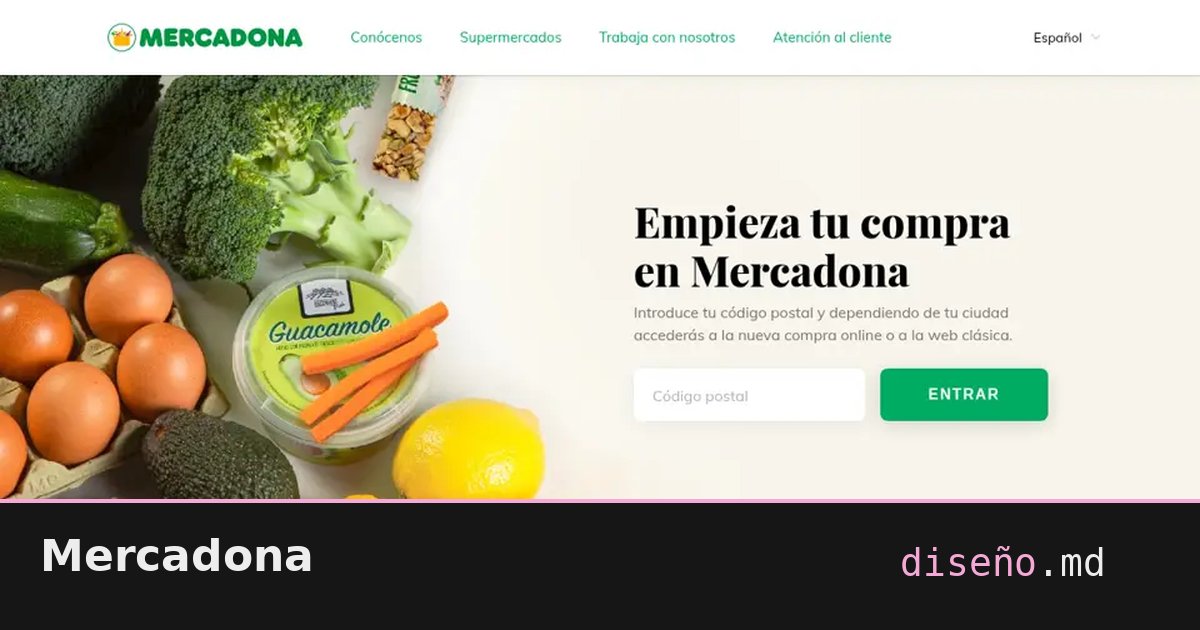 MERCADONA
Conócenos
Supermercados
Trabaja con nosotros
Atención al cliente
Español
FRU
Guacamole
Empieza tu compra
en Mercadona
Introduce tu código postal y dependiendo de tu ciudad
accederás a la nueva compra online o a la web clásica.
Código postal
ENTRAR
Mercadona
diseño.md